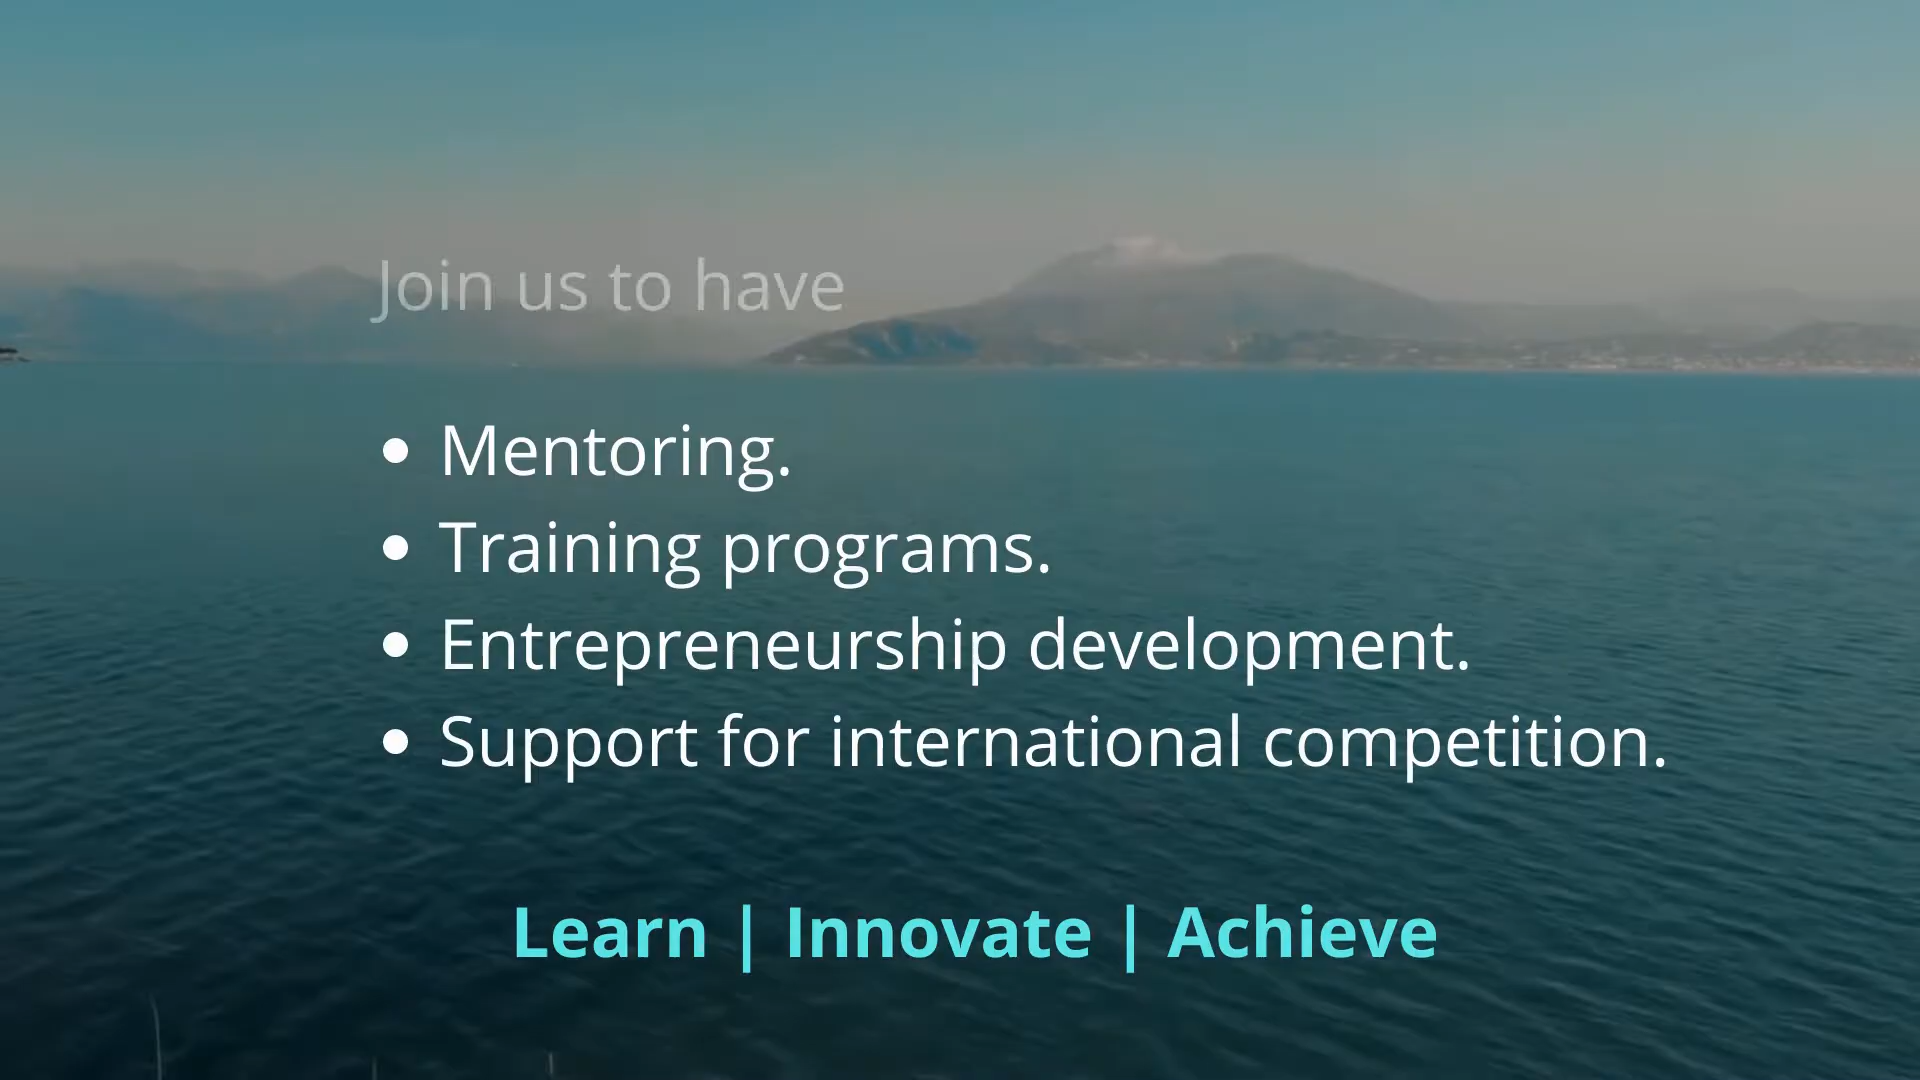 Join us to have
• Mentoring.
• Training programs.
• Entrepreneurship development.
• Support for international competition.
Learn | Innovate | Achieve